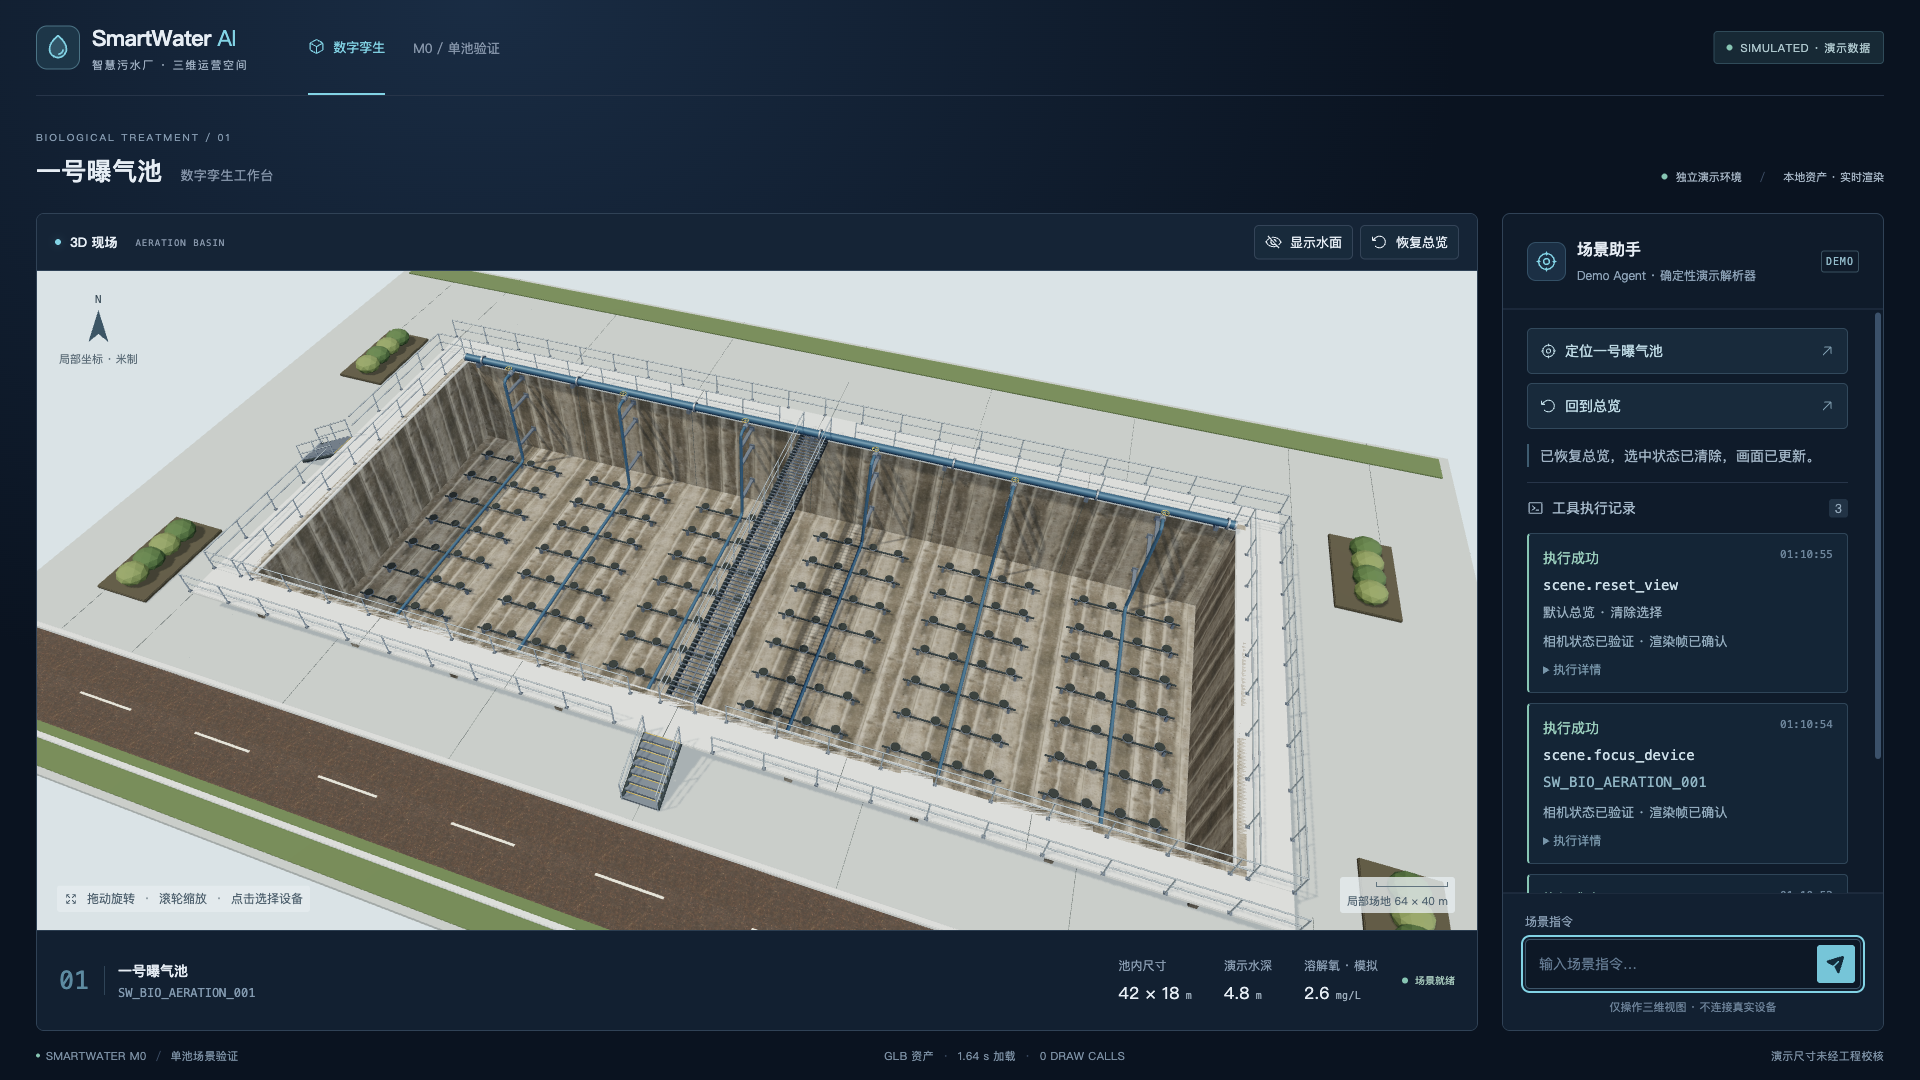 SmartWater AI
智慧污水厂 · 三维运营空间
数字孪生
M0 / 单池验证
SIMULATED · 演示数据
BIOLOGICAL TREATMENT / 01
一号曝气池
数字孪生工作台
独立演示环境 / 本地资产 · 实时渲染
3D 现场
AERATION BASIN
显示水面
恢复总览
N
局部坐标 · 米制
拖动旋转 · 滚轮缩放 · 点击选择设备
局部场地 64 × 40 m
01
一号曝气池
SW_BIO_AERATION_001
池内尺寸
42 × 18 m
演示水深
4.8 m
溶解氧 · 模拟
2.6 mg/L
场景就绪
场景助手
Demo Agent · 确定性演示解析器
DEMO
定位一号曝气池
回到总览
已恢复总览，选中状态已清除，画面已更新。
工具执行记录
3
执行成功
01:10:55
scene.reset_view
默认总览 · 清除选择
相机状态已验证 · 渲染帧已确认
执行详情
执行成功
01:10:54
scene.focus_device
SW_BIO_AERATION_001
相机状态已验证 · 渲染帧已确认
执行详情
场景指令
输入场景指令...
仅操作三维视图 · 不连接真实设备
SMARTWATER M0 / 单池场景验证
GLB 资产 · 1.64 s 加载 · 0 DRAW CALLS
演示尺寸未经工程校核